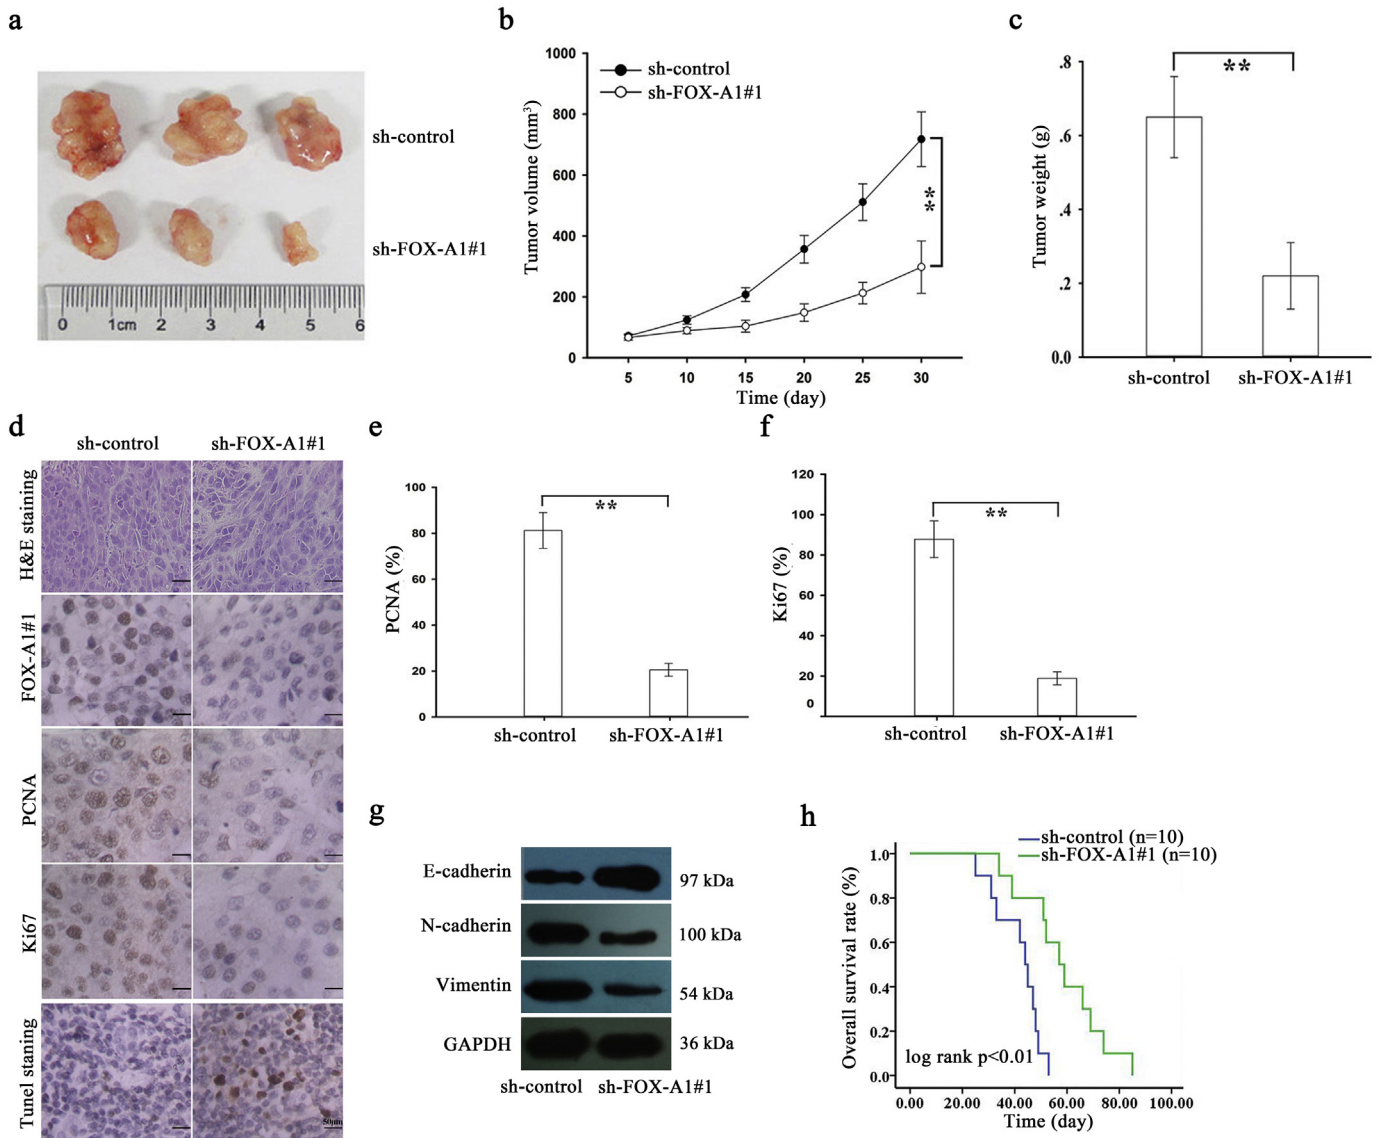 a
sh-control
sh-FOX-A1#1
0 1cm 2 3 4 5 6
b
1000
800
600
400
200
0
Tumor volume (mm³)
sh-control
sh-FOX-A1#1
**
5 10 15 20 25 30
Time (day)
c
.8
.6
.4
.2
0.0
Tumor weight (g)
**
sh-control sh-FOX-A1#1
d
sh-control sh-FOX-A1#1
H&E staining
FOX-A1#1
PCNA
Ki67
Tunel staning
50μm
e
100
80
60
40
20
0
PCNA (%)
**
sh-control sh-FOX-A1#1
f
120
100
80
60
40
20
0
Ki67 (%)
**
sh-control sh-FOX-A1#1
g
E-cadherin 97 kDa
N-cadherin 100 kDa
Vimentin 54 kDa
GAPDH 36 kDa
sh-control sh-FOX-A1#1
h
sh-control (n=10)
sh-FOX-A1#1 (n=10)
1.0
0.8
0.6
0.4
0.2
0.0
Overall survival rate (%)
log rank p<0.01
0.00 20.00 40.00 60.00 80.00 100.00
Time (day)